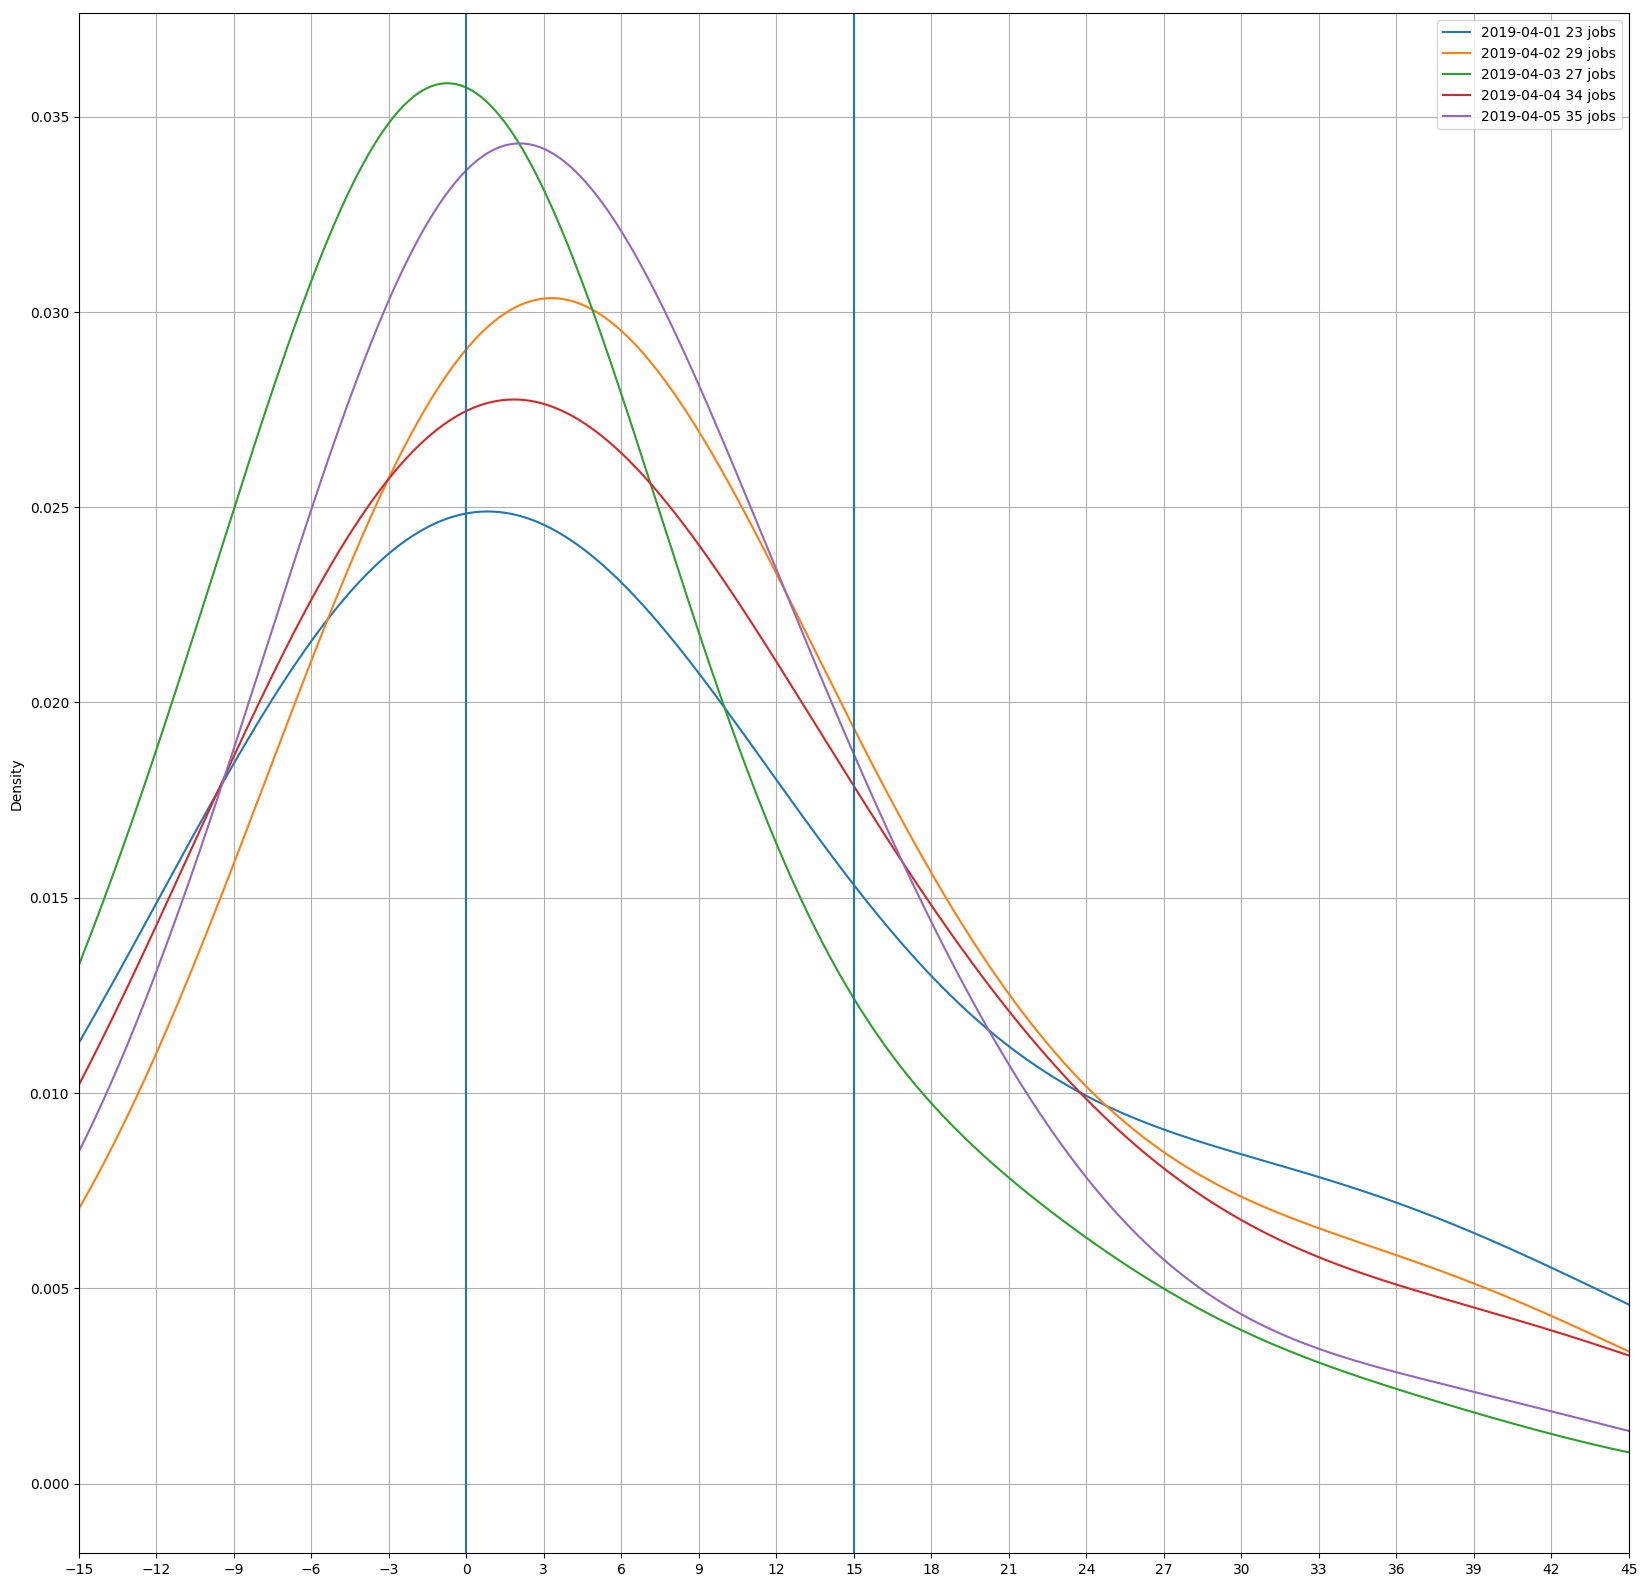 2019-04-01 23 jobs
2019-04-02 29 jobs
2019-04-03 27 jobs
2019-04-04 34 jobs
2019-04-05 35 jobs
0.035
0.030
0.025
0.020
0.015
0.010
0.005
0.000
Density
−15 −12 −9 −6 −3 0 3 6 9 12 15 18 21 24 27 30 33 36 39 42 45